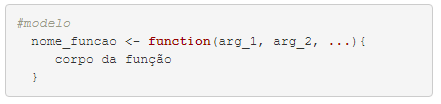 #modelo
nome_funcao <- function(arg_1, arg_2, ...){
corpo da função
}